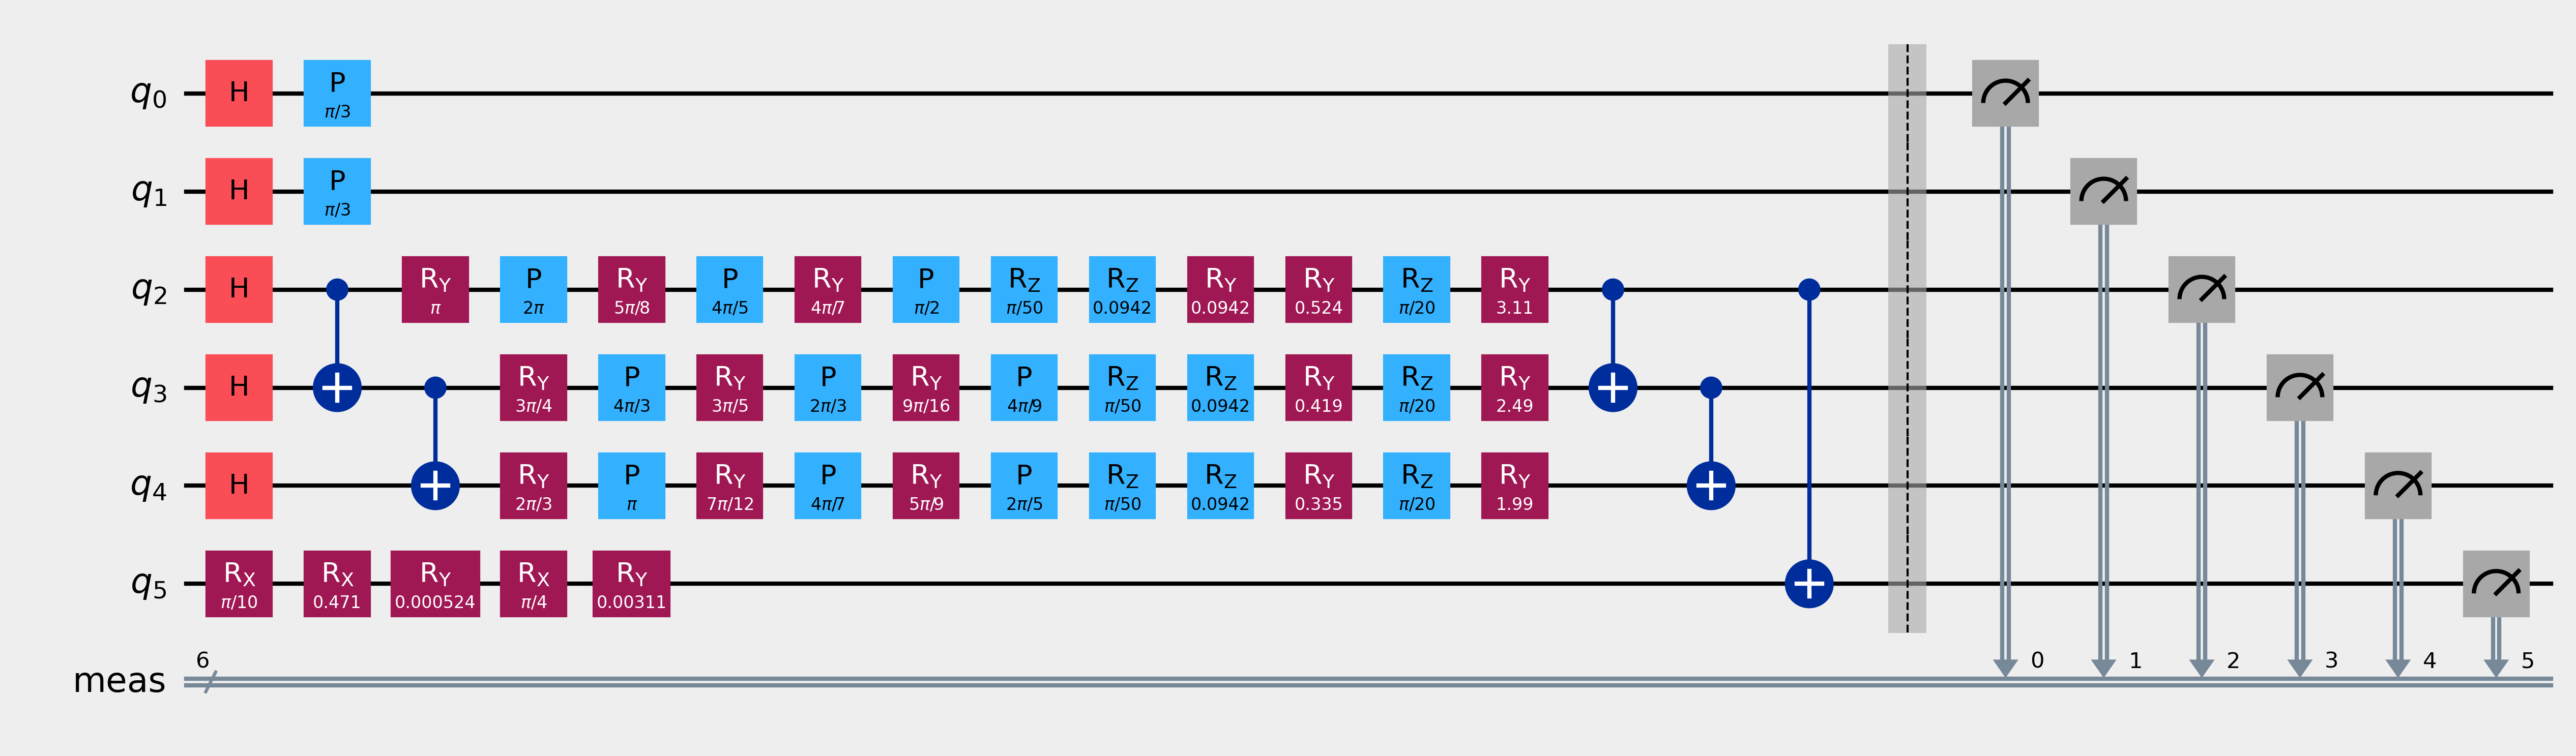 q0 H P π/3
q1 H P π/3
q2 H RY π P 2π RY 5π/8 P 4π/5 RY 4π/7 P π/2 RZ π/50 RZ 0.0942 RY 0.0942 RY 0.524 RZ π/20 RY 3.11
q3 H RY 3π/4 P 4π/3 RY 3π/5 P 2π/3 RY 9π/16 P 4π/9 RZ π/50 RZ 0.0942 RY 0.419 RZ π/20 RY 2.49
q4 H RY 2π/3 P π RY 7π/12 P 4π/7 RY 5π/9 P 2π/5 RZ π/50 RZ 0.0942 RY 0.335 RZ π/20 RY 1.99
q5 RX π/10 RX 0.471 RY 0.000524 RX π/4 RY 0.00311
meas 6 0 1 2 3 4 5